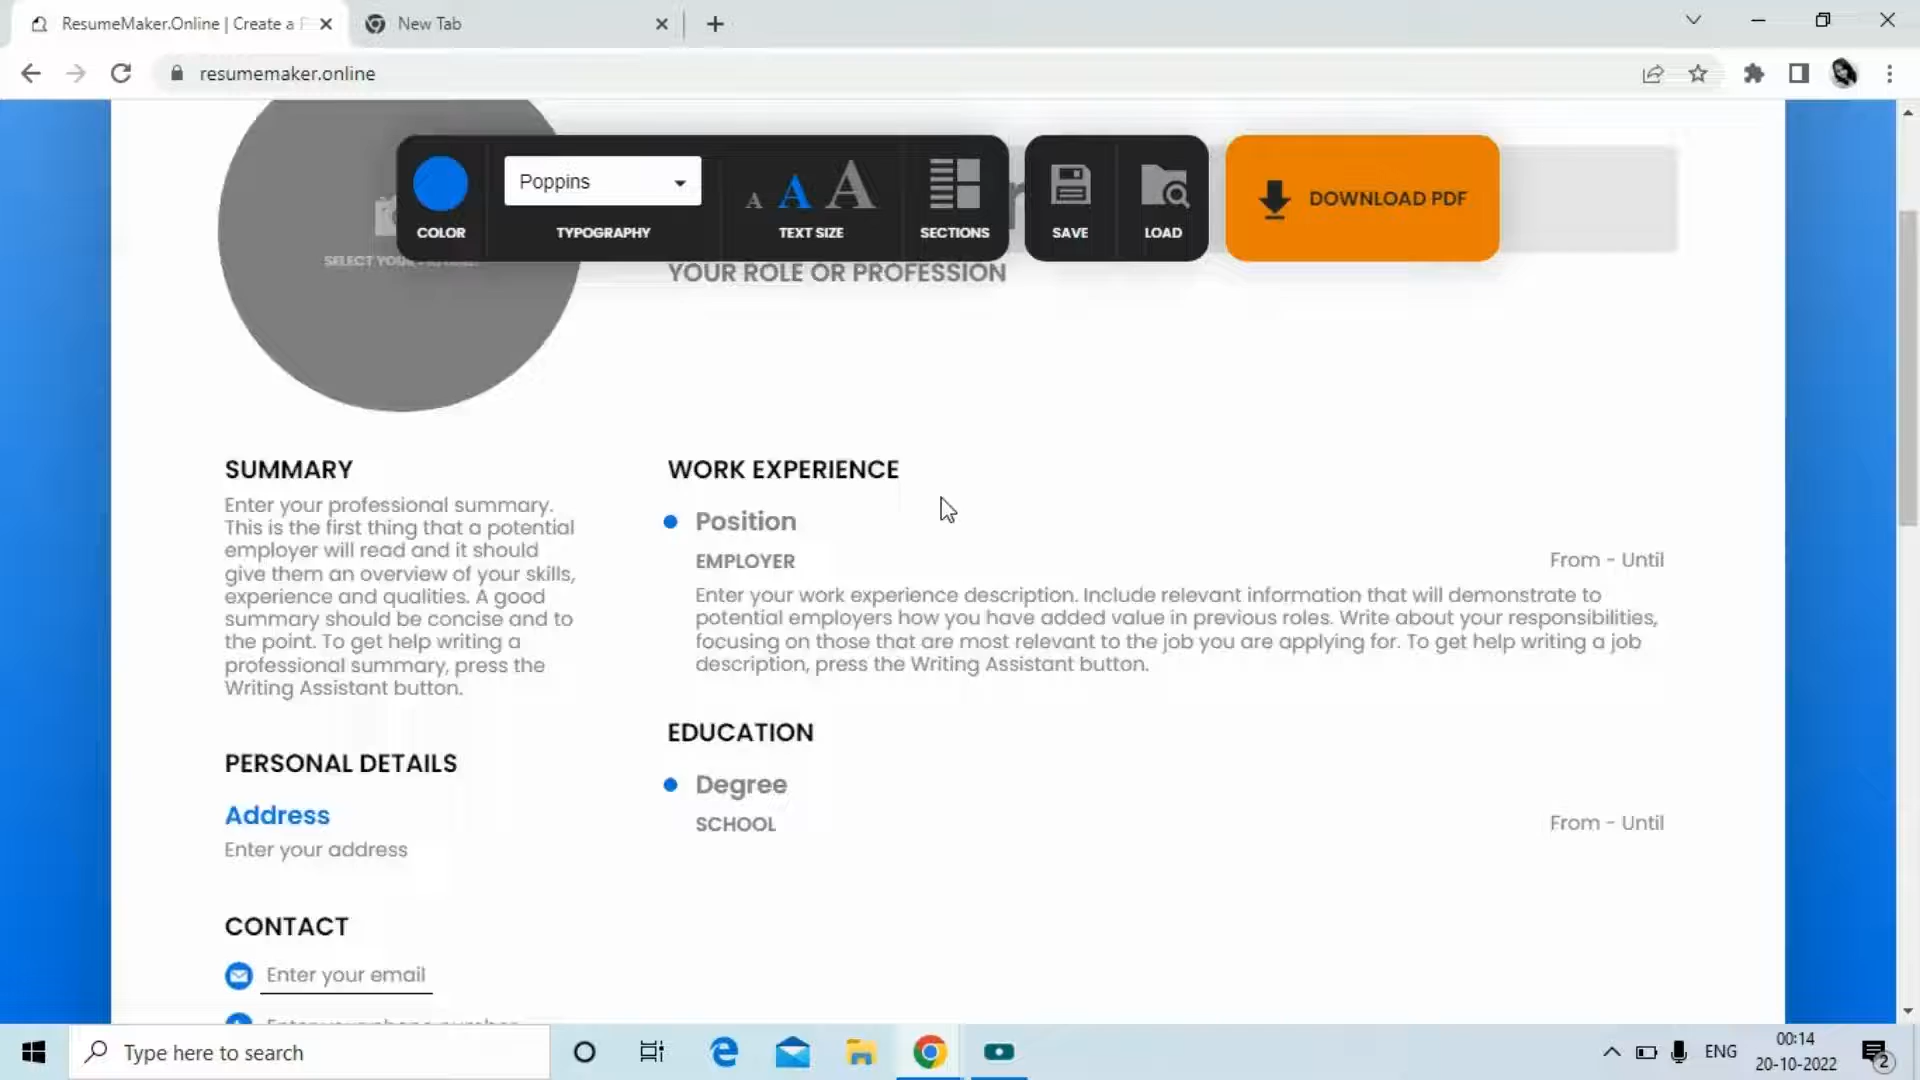 ResumeMaker.Online | Create a
New Tab
resumemaker.online
Poppins
COLOR
TYPOGRAPHY
A A A
TEXT SIZE
SECTIONS
SAVE
LOAD
DOWNLOAD PDF
SELECT YOUR
YOUR ROLE OR PROFESSION
SUMMARY
Enter your professional summary.
This is the first thing that a potential
employer will read and it should
give them an overview of your skills,
experience and qualities. A good
summary should be concise and to
the point. To get help writing a
professional summary, press the
Writing Assistant button.
PERSONAL DETAILS
Address
Enter your address
CONTACT
Enter your email
WORK EXPERIENCE
Position
EMPLOYER
From - Until
Enter your work experience description. Include relevant information that will demonstrate to
potential employers how you have added value in previous roles. Write about your responsibilities,
focusing on those that are most relevant to the job you are applying for. To get help writing a job
description, press the Writing Assistant button.
EDUCATION
Degree
SCHOOL
From - Until
Type here to search
ENG
00:14
20-10-2022
2